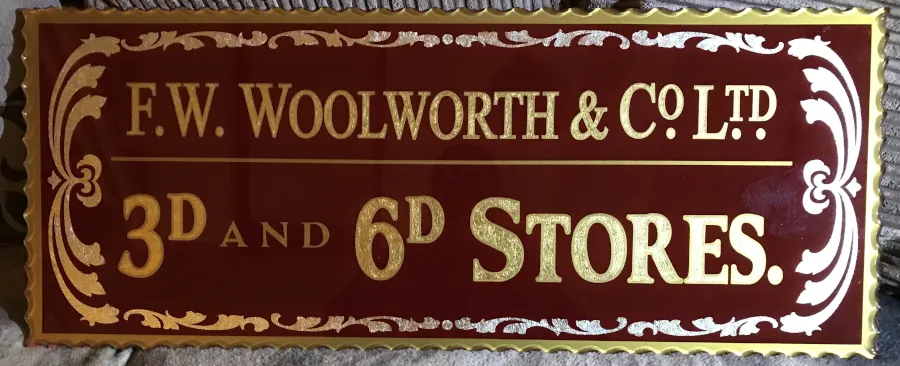 F.W. WOOLWORTH & Co. LTD.
3D AND 6D STORES.